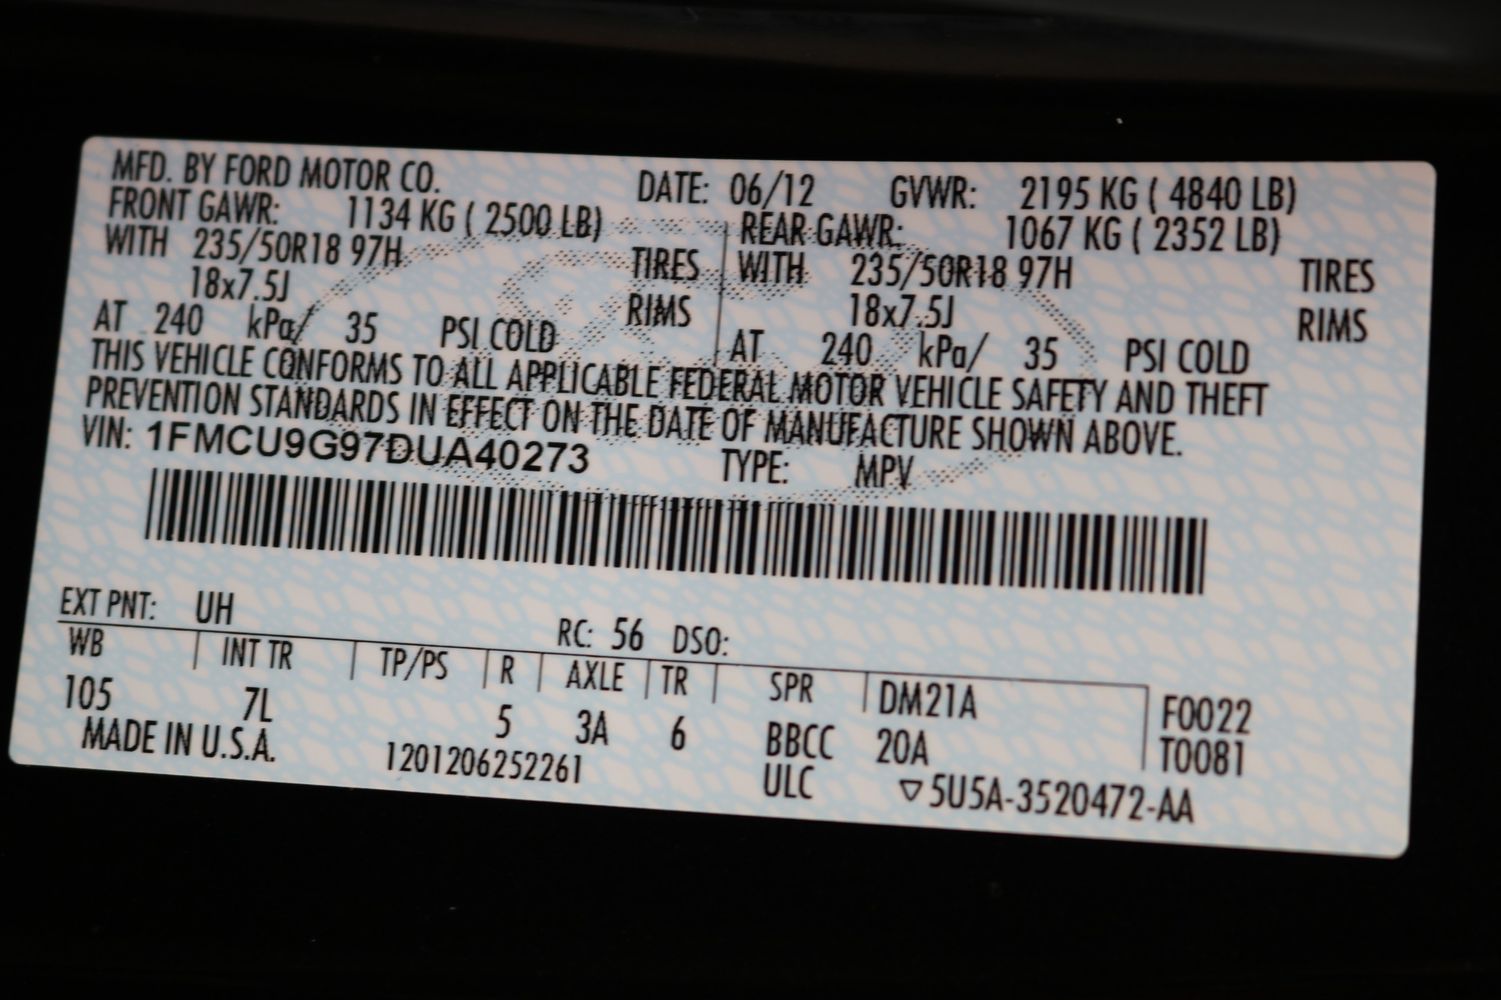 MFD. BY FORD MOTOR CO. DATE: 06/12 GVWR: 2195 KG ( 4840 LB)
FRONT GAWR: 1134 KG ( 2500 LB) REAR GAWR: 1067 KG ( 2352 LB)
WITH 235/50R18 97H TIRES WITH 235/50R18 97H TIRES
18x7.5J RIMS 18x7.5J RIMS
AT 240 kPa/ 35 PSI COLD AT 240 kPa/ 35 PSI COLD
THIS VEHICLE CONFORMS TO ALL APPLICABLE FEDERAL MOTOR VEHICLE SAFETY AND THEFT
PREVENTION STANDARDS IN EFFECT ON THE DATE OF MANUFACTURE SHOWN ABOVE.
VIN: 1FMCU9G97DUA40273 TYPE: MPV
EXT PNT: UH RC: 56 DSO:
WB INT TR TP/PS R AXLE TR SPR DM21A F0022
105 7L 5 3A 6 BBCC 20A T0081
MADE IN U.S.A. 1201206252261 ULC ▽5U5A-3520472-AA